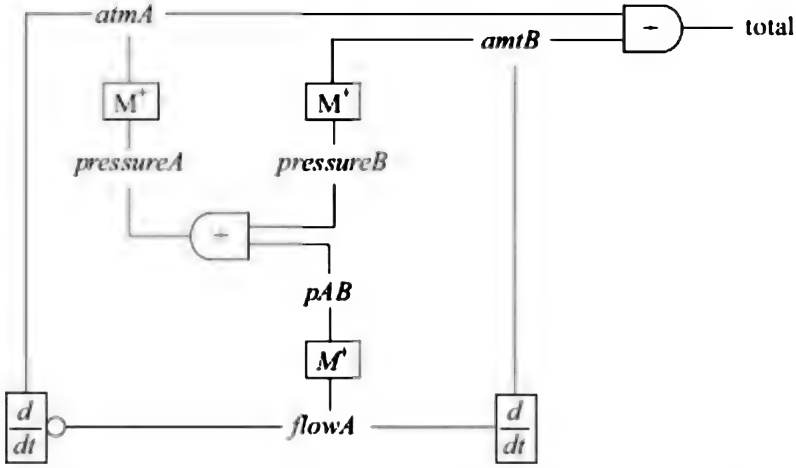 atmA
total
amtB
M⁺ M⁺
pressureA pressureB
+
+
pAB
M⁺
d/dt
flowA
d/dt